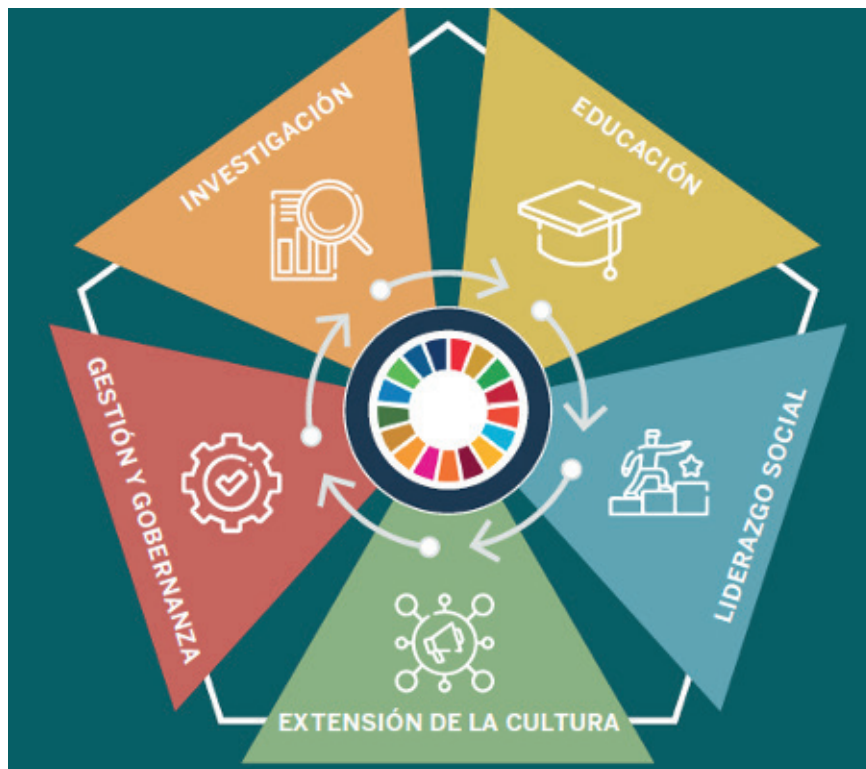 INVESTIGACIÓN
EDUCACIÓN
LIDERAZGO SOCIAL
EXTENSIÓN DE LA CULTURA
GESTIÓN Y GOBERNANZA